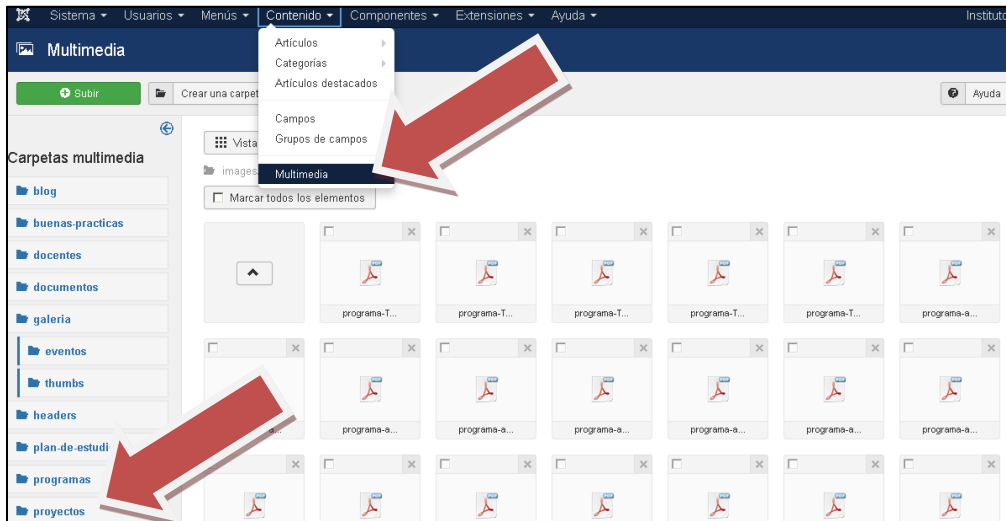 Sistema Usuarios Menús Contenido Componentes Extensiones Ayuda Instituto
Multimedia
Artículos
Categorías
Artículos destacados
Campos
Grupos de campos
Multimedia
Subir Crear una carpet Ayuda
Vista
images
Marcar todos los elementos
Carpetas multimedia
blog
buenas-practicas
docentes
documentos
galeria
eventos
thumbs
headers
plan-de-estudi
programas
proyectos
programa-T... programa-T... programa-T... programa-T... programa-T... programa-a...
programa-a... programa-a... programa-a... programa-a... programa-a... programa-a...